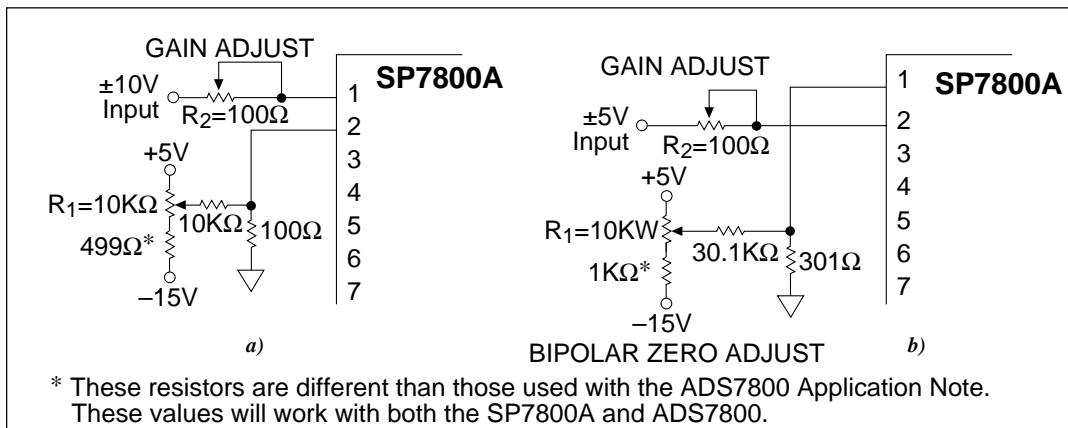 GAIN ADJUST
SP7800A
±10V
Input
R2=100Ω
1
2
3
4
5
6
7
+5V
R1=10KΩ
10KΩ
100Ω
499Ω*
–15V
a)
GAIN ADJUST
SP7800A
±5V
Input
R2=100Ω
1
2
3
4
5
6
7
+5V
R1=10KW
30.1KΩ
301Ω
1KΩ*
–15V
BIPOLAR ZERO ADJUST
b)
* These resistors are different than those used with the ADS7800 Application Note.
These values will work with both the SP7800A and ADS7800.